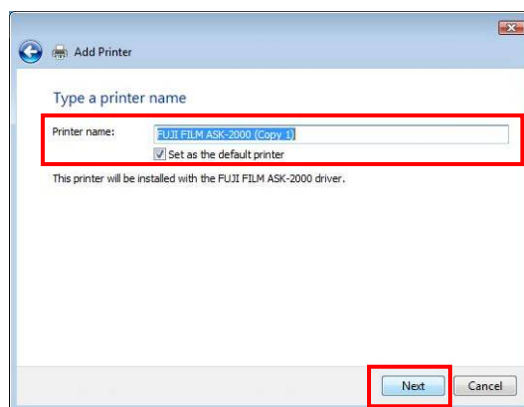 Add Printer
Type a printer name
Printer name: FUJI FILM ASK-2000 (Copy 1)
Set as the default printer
This printer will be installed with the FUJI FILM ASK-2000 driver.
Next Cancel